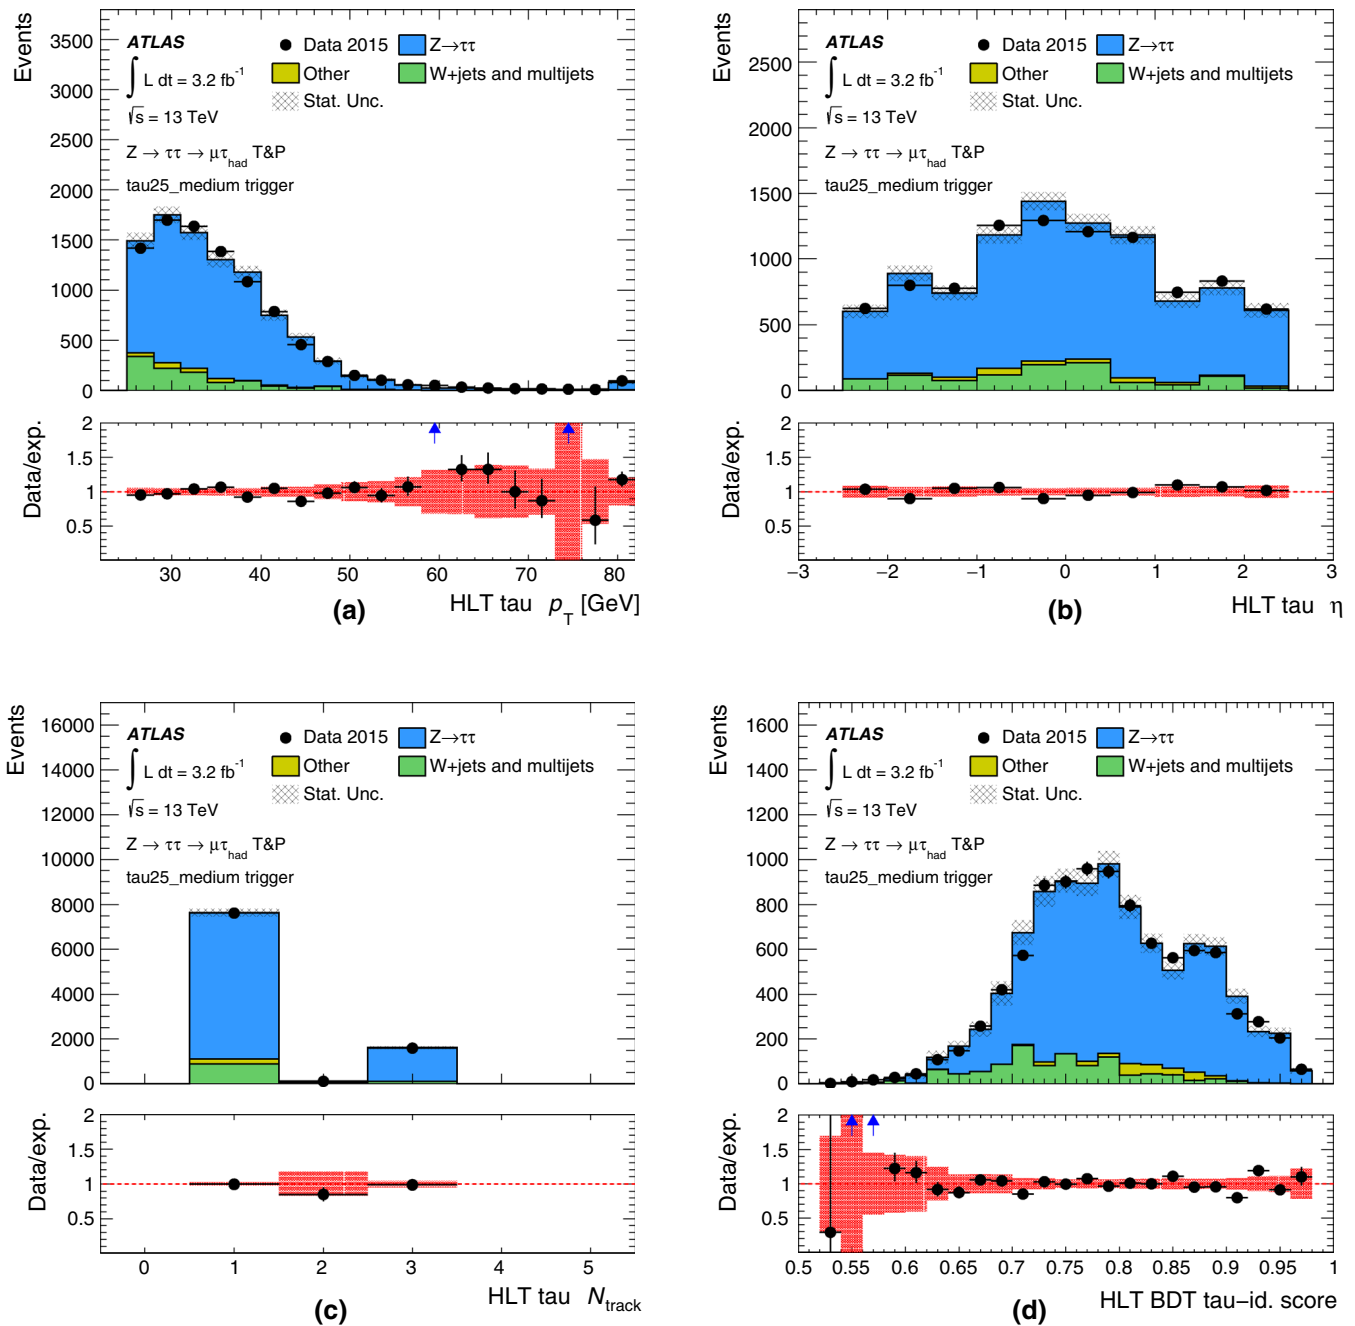 Events
3500
3000
2500
2000
1500
1000
500
0
ATLAS
∫ L dt = 3.2 fb⁻¹
√s = 13 TeV
Z → ττ → μτ_had T&P
tau25_medium trigger
Data 2015
Z→ττ
Other
W+jets and multijets
Stat. Unc.
Data/exp.
2
1.5
1
0.5
30 40 50 60 70 80
HLT tau p_T [GeV]
(a)
Events
2500
2000
1500
1000
500
0
ATLAS
∫ L dt = 3.2 fb⁻¹
√s = 13 TeV
Z → ττ → μτ_had T&P
tau25_medium trigger
Data 2015
Z→ττ
Other
W+jets and multijets
Stat. Unc.
Data/exp.
2
1.5
1
0.5
−3 −2 −1 0 1 2 3
HLT tau η
(b)
Events
16000
14000
12000
10000
8000
6000
4000
2000
0
ATLAS
∫ L dt = 3.2 fb⁻¹
√s = 13 TeV
Z → ττ → μτ_had T&P
tau25_medium trigger
Data 2015
Z→ττ
Other
W+jets and multijets
Stat. Unc.
Data/exp.
2
1.5
1
0.5
0 1 2 3 4 5
HLT tau N_track
(c)
Events
1600
1400
1200
1000
800
600
400
200
0
ATLAS
∫ L dt = 3.2 fb⁻¹
√s = 13 TeV
Z → ττ → μτ_had T&P
tau25_medium trigger
Data 2015
Z→ττ
Other
W+jets and multijets
Stat. Unc.
Data/exp.
2
1.5
1
0.5
0.5 0.55 0.6 0.65 0.7 0.75 0.8 0.85 0.9 0.95 1
HLT BDT tau−id. score
(d)